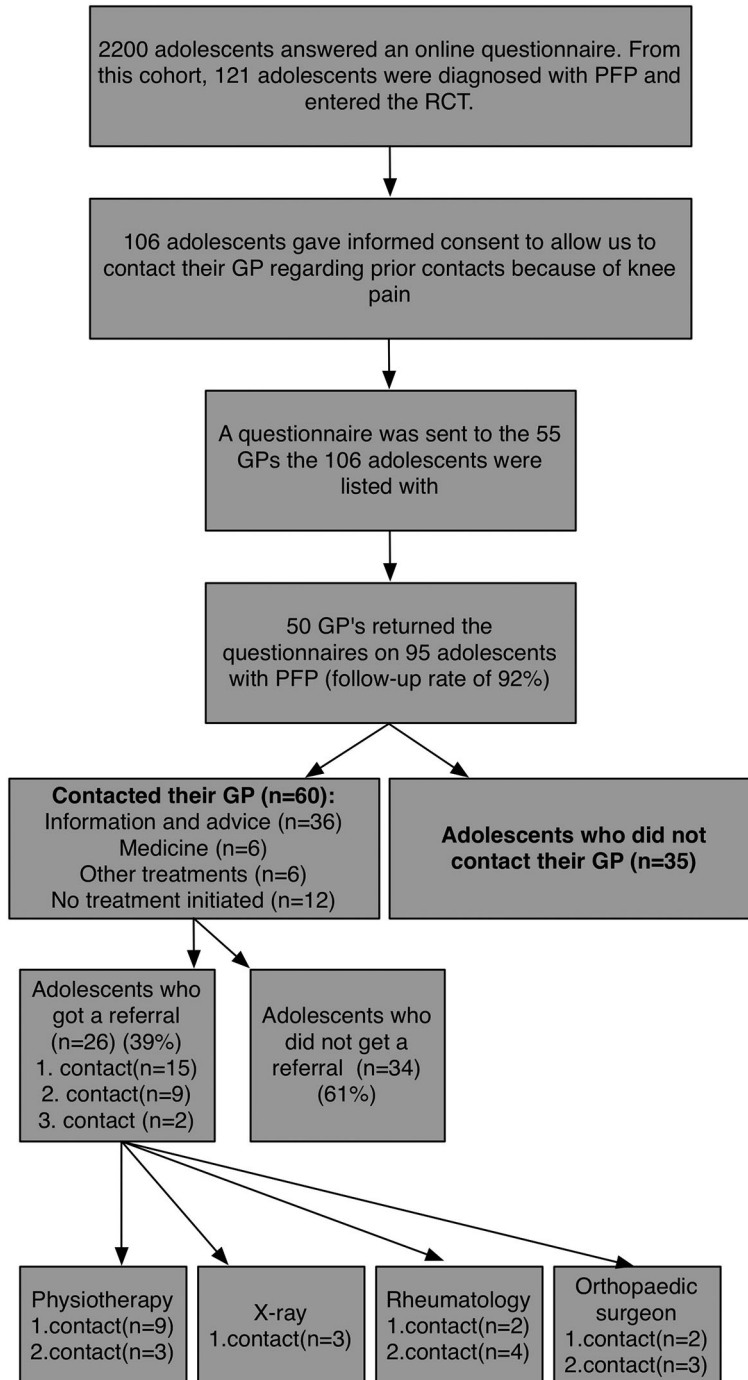 2200 adolescents answered an online questionnaire. From
this cohort, 121 adolescents were diagnosed with PFP and
entered the RCT.
106 adolescents gave informed consent to allow us to
contact their GP regarding prior contacts because of knee
pain
A questionnaire was sent to the 55
GPs the 106 adolescents were
listed with
50 GP's returned the
questionnaires on 95 adolescents
with PFP (follow-up rate of 92%)
Contacted their GP (n=60):
Information and advice (n=36)
Medicine (n=6)
Other treatments (n=6)
No treatment initiated (n=12)
Adolescents who did not
contact their GP (n=35)
Adolescents who
got a referral
(n=26) (39%)
1. contact(n=15)
2. contact(n=9)
3. contact (n=2)
Adolescents who
did not get a
referral (n=34)
(61%)
Physiotherapy
1.contact(n=9)
2.contact(n=3)
X-ray
1.contact(n=3)
Rheumatology
1.contact(n=2)
2.contact(n=4)
Orthopaedic
surgeon
1.contact(n=2)
2.contact(n=3)